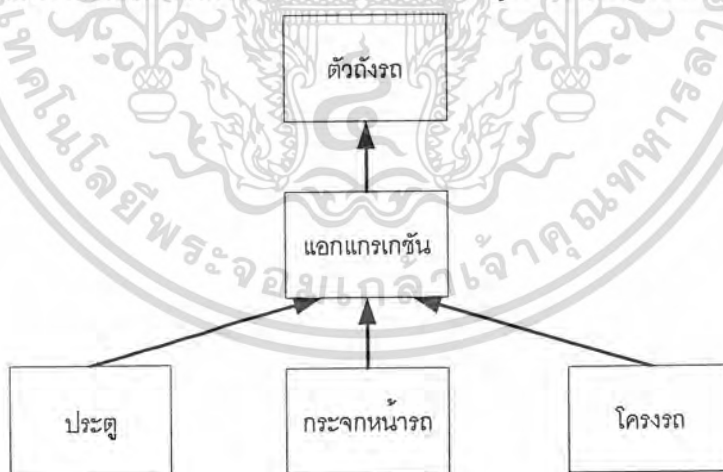 ตัวถังรถ
แอกแกรเกชัน
ประตู
กระจกหน้ารถ
โครงรถ